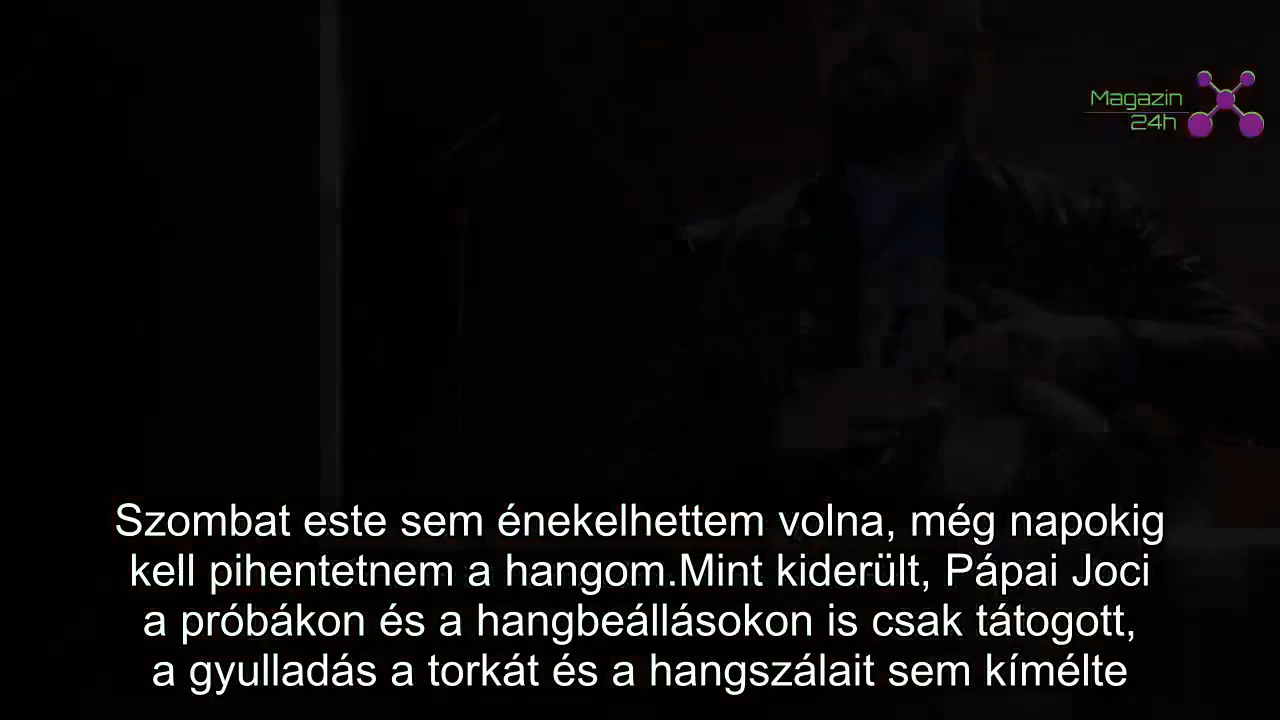 Magazin
24h
Szombat este sem énekelhettem volna, még napokig
kell pihentetnem a hangom.Mint kiderült, Pápai Joci
a próbákon és a hangbeállásokon is csak tátogott,
a gyulladás a torkát és a hangszálait sem kímélte